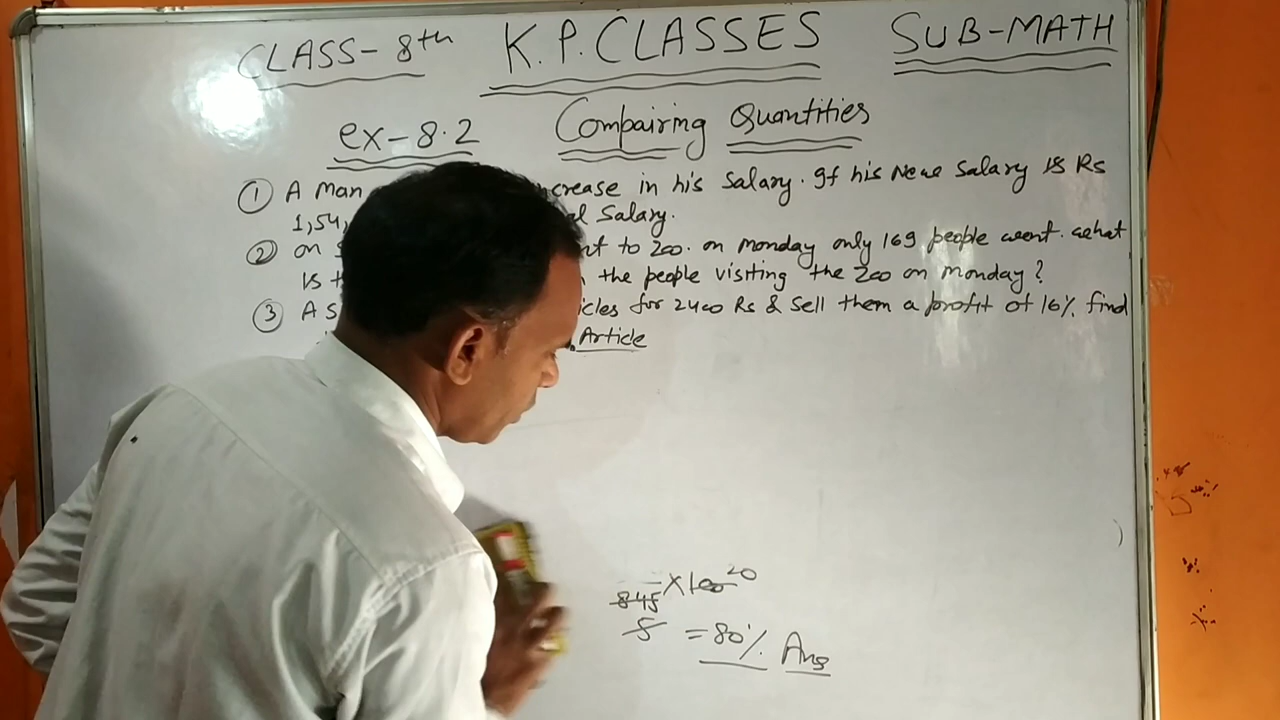 CLASS-8th K.P.CLASSES SUB-MATH
ex-8.2 Compairing Quantities
① A man crease in his Salary. If his New Salary is Rs
1,54, Salary.
② on to Zoo. on monday only 169 people went. what
is the people visiting the Zoo on monday?
③ A S icles for 2400 Rs & Sell them a profit of 16%. find
Article
845 x 100 20
5 = 80% Ans